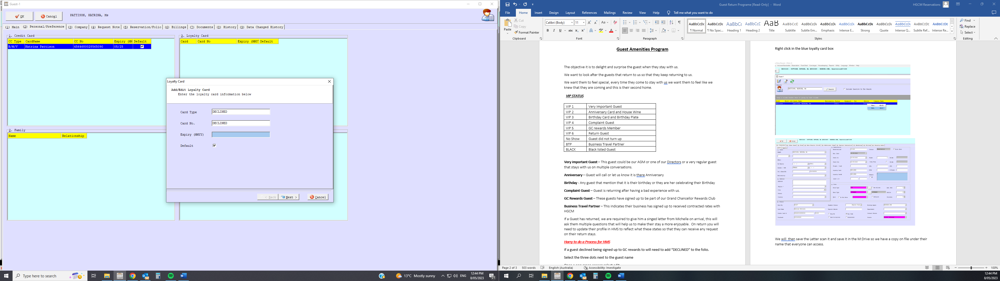 Guest-1
OK
Cancel
PATTISON, KATRINA, Ms
(1) Main
(2) Personal/Preference
(3) Company
(4) Request Note
(5) Reservation/Folio
(6) Billings
(7) Documents
(8) History
(9) Data Changed History
1. Credit Card
CC Type CardName CC No Expiry (MM Default
B/M/V Katrina Pattison 4564680028565090 05/25
3. Loyalty Card
Card Card No Expiry (MMY Default
2. Family
Name Relationship
Loyalty Card
Add/Edit Loyalty Card
Enter the loyalty card information below
Card Type DECLINED
Card No. DECLINED
Expiry (MMYY)
Default
< Back Next > Cancel
Type here to search
13°C Mostly sunny
ENG
12:44 PM
8/05/2023
21
Guest Return Programe [Read-Only] - Word
HGCM Reservations
File Home Insert Design Layout References Mailings Review View Help Tell me what you want to do
Paste
Cut
Copy
Format Painter
Clipboard
Calibri (Body) 11
Font
Paragraph
AaBbCcDc AaBbCcDc AaBbCc AaBbCcD AaB AaBbCcD AaBbCcDc AaBbCcDc AaBbCcDc AaBbCcDc AaBbCcDc AaBbCcDc AABBCCDD AABBCCDC
¶ Normal ¶ No Spac... Heading 1 Heading 2 Title Subtitle Subtle Em... Emphasis Intense E... Strong Quote Intense Q... Subtle Ref... Intense Re...
Styles
Find
Replace
Select
Editing
Guest Amenities Program
The objective it is to delight and surprise the guest when they stay with us.
We want to look after the guests that return to us so that they keep returning to us.
We want them to feel special, every time they come to stay with us we want them to feel like we
knew that they are coming and this is their second home.
VIP STATUS
VIP 1 Very Important Guest
VIP 2 Anniversary Card and House Wine
VIP 3 Birthday Card and Birthday Plate
VIP 4 Complaint Guest
VIP 5 GC rewards Member
VIP 6 Return Guest
No Show Guest did not turn up
BTP Business Travel Partner
BLACK Black listed Guest
Very important Guest – This guest could be our AGM or one of our Directors or a very regular guest
that stays with us on multiple conversations.
Anniversary – Guest will call or let us know it is there Anniversary
Birthday - Any guest that mention that it is their birthday or they are her celebrating their Birthday
Complaint Guest – Guest is returning after having a bad experience with us.
GC Rewards Guest – These guests have signed up to be part of our Grand Chancellor Rewards Club
Business Travel Partner – This indicates their business has signed up to received contracted rates with
HGCM
If a Guest has returned, we are required to give him a singed letter from Michelle on arrival, this will
ask them multiple questions that will help us to make their stay a more enjoyable. On return you will
need to update their profile in HMS to reflect what these states so that they can receive any request
on their return stays.
Harry to do a Process for HMS
If a guest declined being signed up to GC rewards to will need to add “DECLINED” to the folio.
Select the three dots next to the guest name
Right click in the blue loyalty card box
We will then save the Letter scan it and save it in the M:Drive so we have a copy on file under their
name that everyone can access.
Page 2 of 3 503 words English (Australia) Accessibility: Investigate
100%
12:44 PM
8/05/2023